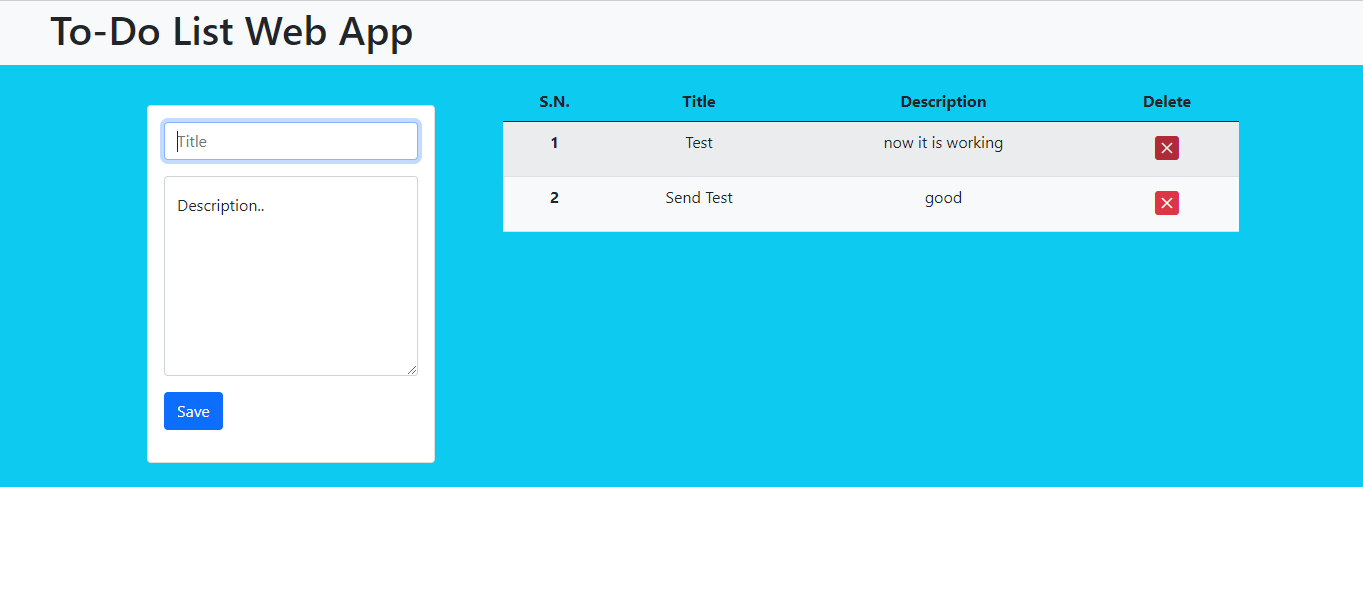 To-Do List Web App
Title
Description..
Save
S.N. Title Description Delete
1 Test now it is working
2 Send Test good